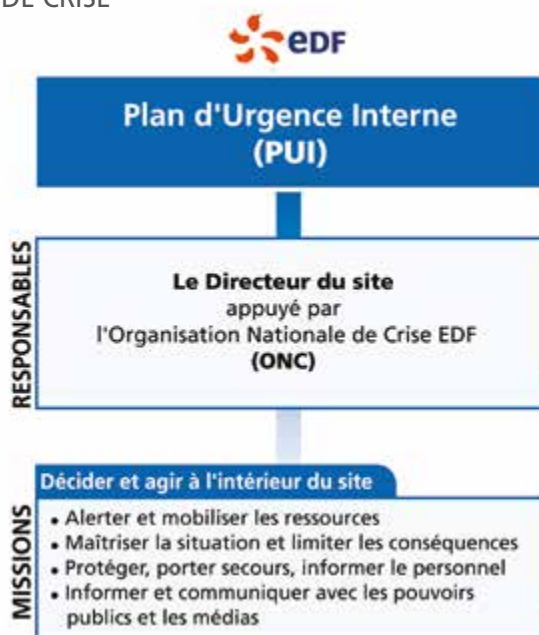 DE CRISE
edF
Plan d'Urgence Interne
(PUI)
RESPONSABLES
Le Directeur du site
appuyé par
l'Organisation Nationale de Crise EDF
(ONC)
MISSIONS
Décider et agir à l'intérieur du site
• Alerter et mobiliser les ressources
• Maîtriser la situation et limiter les conséquences
• Protéger, porter secours, informer le personnel
• Informer et communiquer avec les pouvoirs
publics et les médias